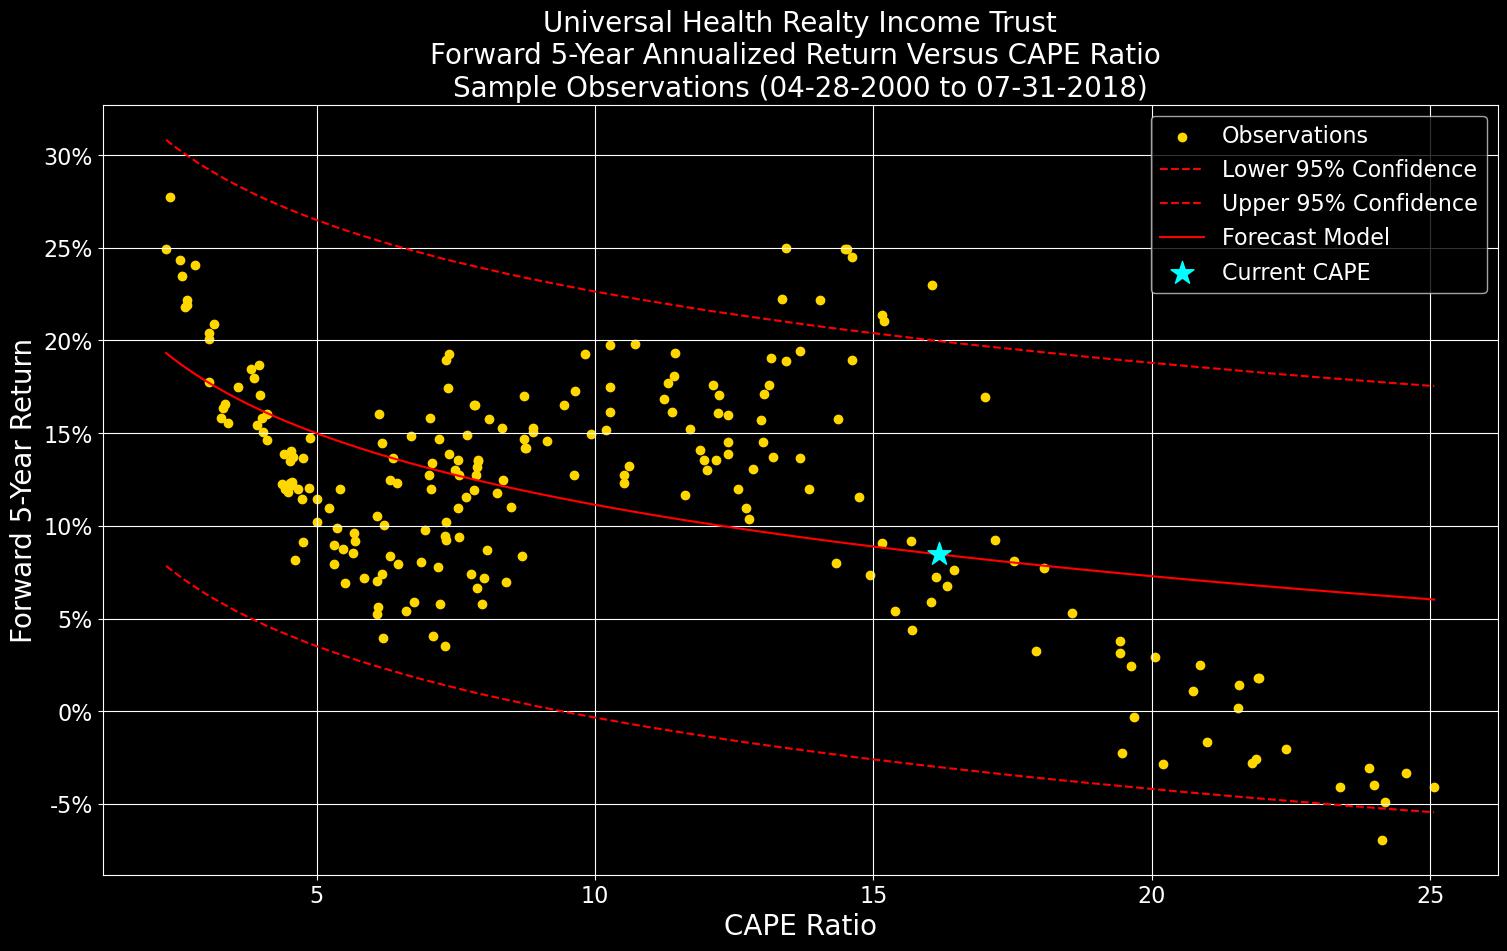 Universal Health Realty Income Trust
Forward 5-Year Annualized Return Versus CAPE Ratio
Sample Observations (04-28-2000 to 07-31-2018)
Forward 5-Year Return
30%
25%
20%
15%
10%
5%
0%
-5%
Observations
Lower 95% Confidence
Upper 95% Confidence
Forecast Model
Current CAPE
5
10
15
20
25
CAPE Ratio